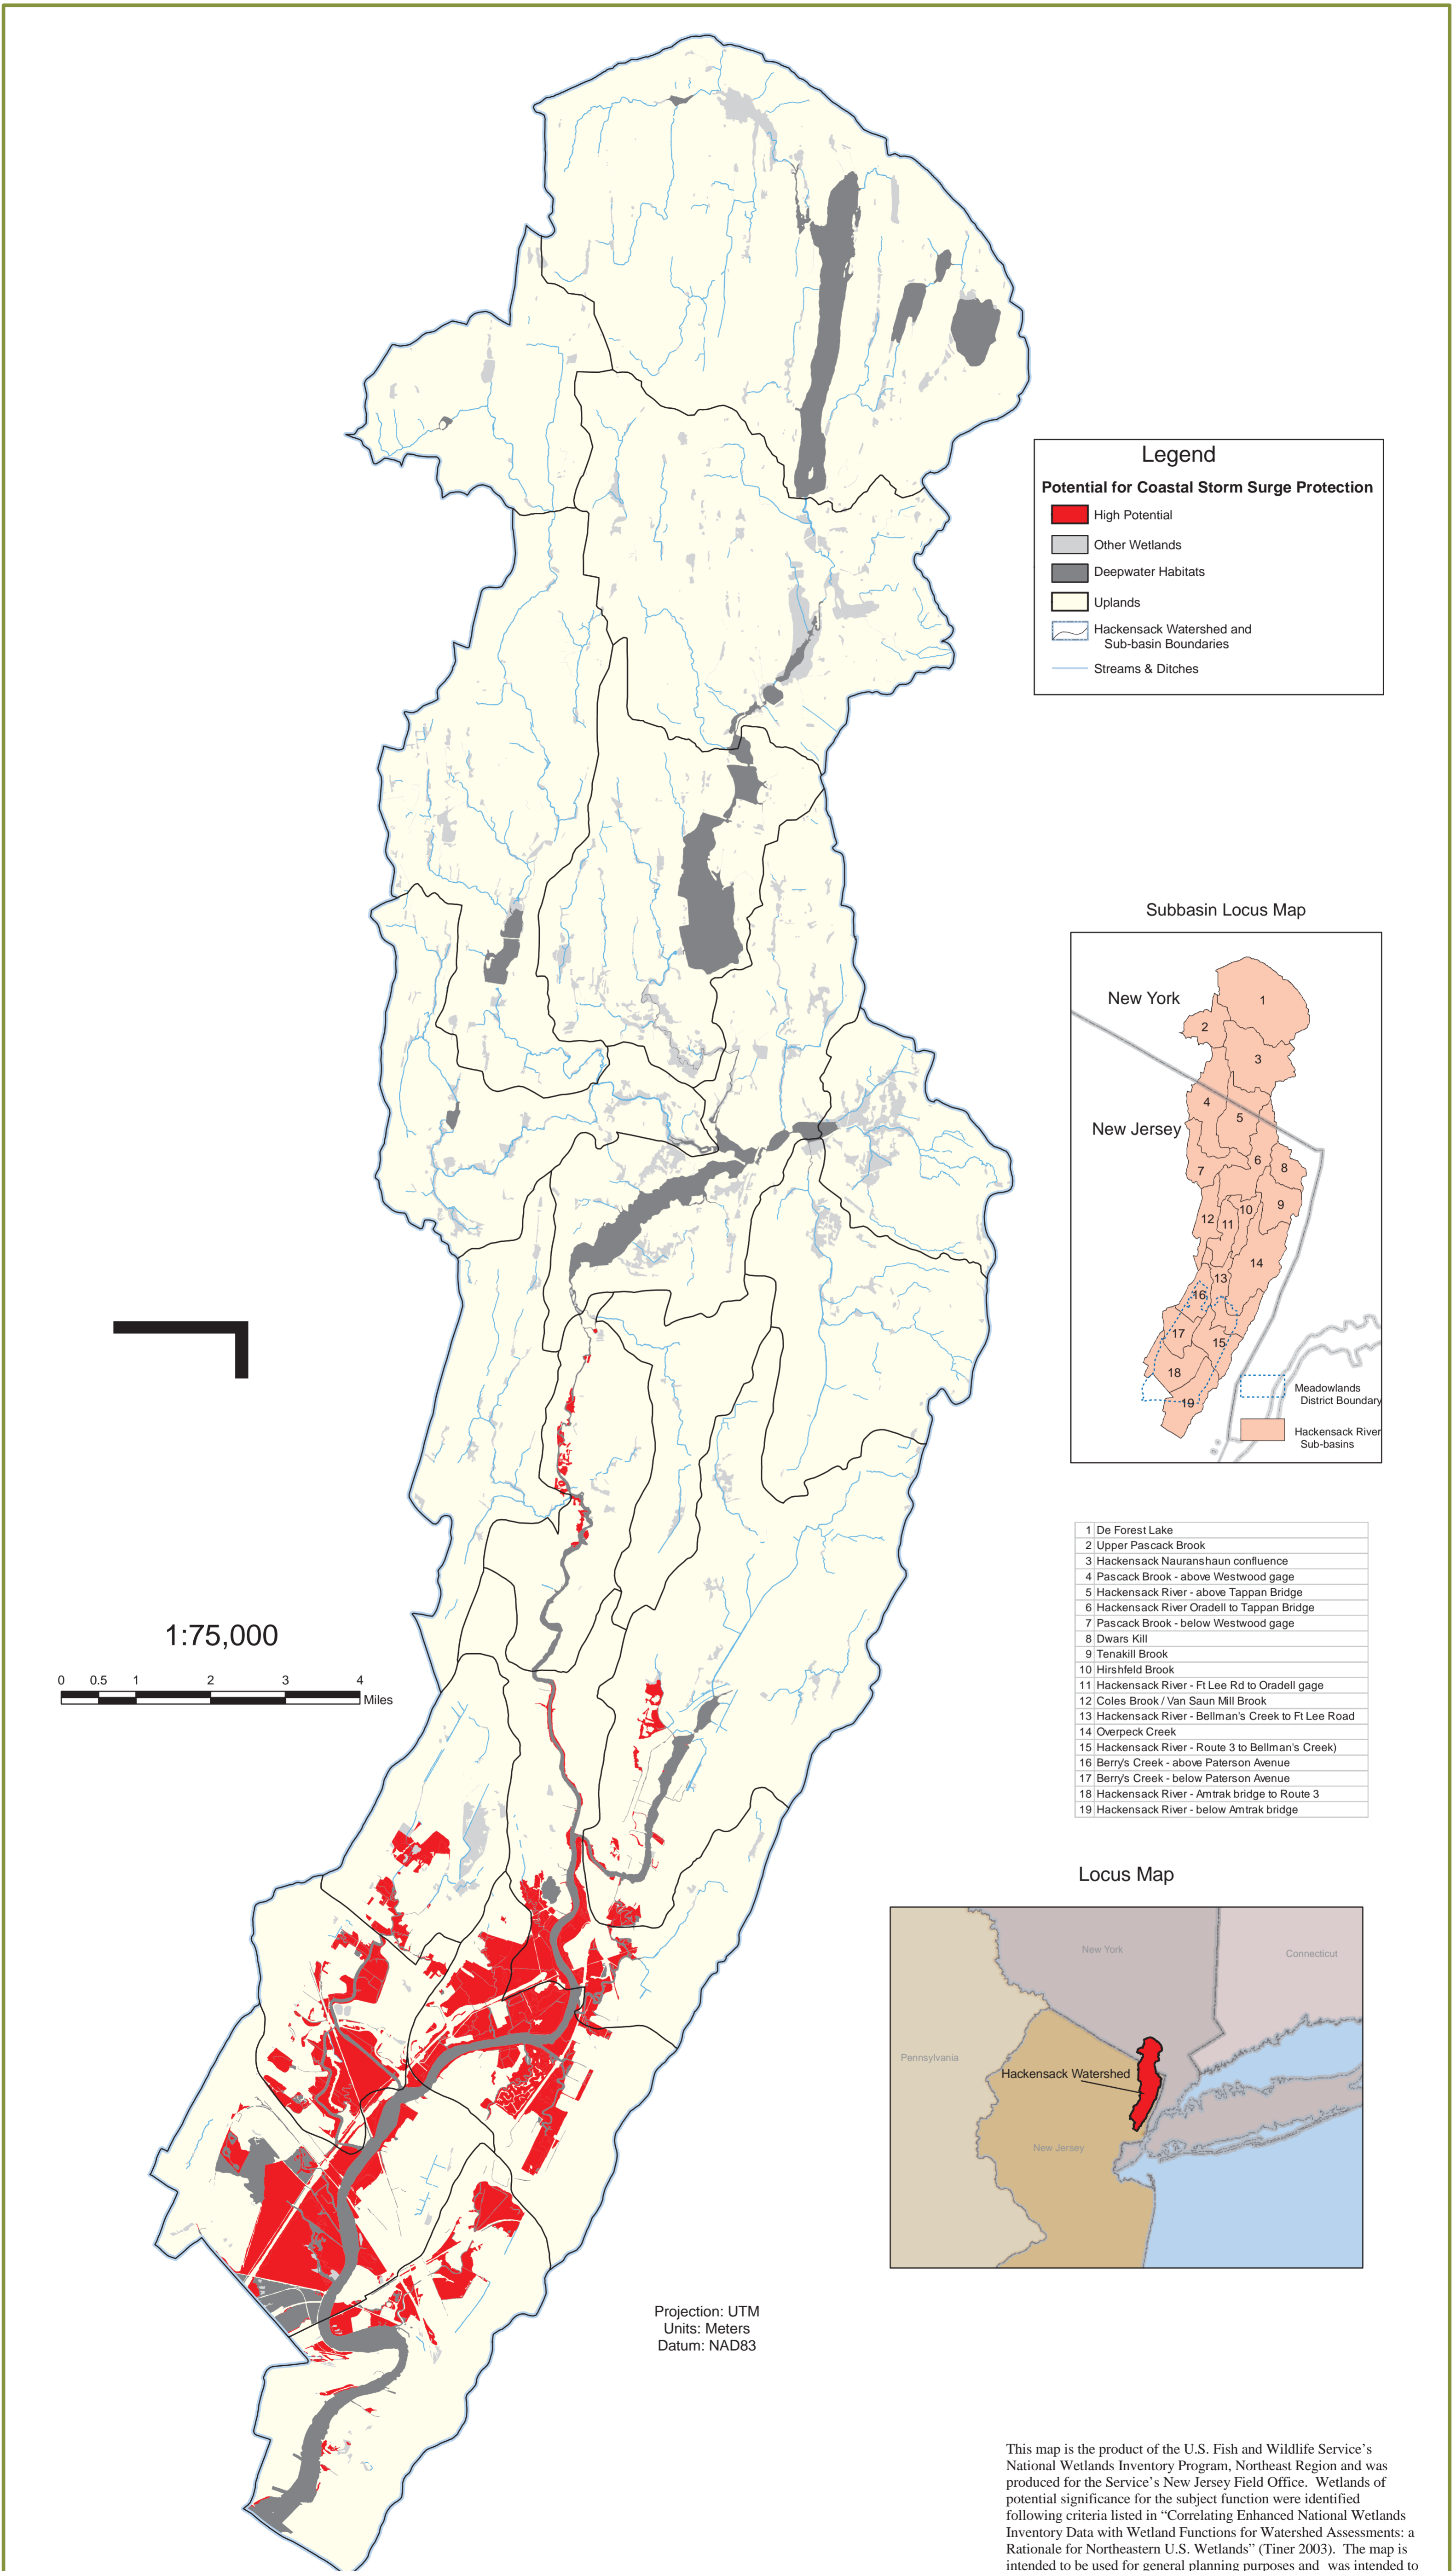 Legend
Potential for Coastal Storm Surge Protection
High Potential
Other Wetlands
Deepwater Habitats
Uplands
Hackensack Watershed and
Sub-basin Boundaries
Streams & Ditches
Subbasin Locus Map
New York
New Jersey
1
2
3
4
5
6
7
8
9
10
11
12
13
14
15
16
17
18
19
Meadowlands
District Boundary
Hackensack River
Sub-basins
1 De Forest Lake
2 Upper Pascack Brook
3 Hackensack Nauranshaun confluence
4 Pascack Brook - above Westwood gage
5 Hackensack River - above Tappan Bridge
6 Hackensack River Oradell to Tappan Bridge
7 Pascack Brook - below Westwood gage
8 Dwars Kill
9 Tenakill Brook
10 Hirshfeld Brook
11 Hackensack River - Ft Lee Rd to Oradell gage
12 Coles Brook / Van Saun Mill Brook
13 Hackensack River - Bellman's Creek to Ft Lee Road
14 Overpeck Creek
15 Hackensack River - Route 3 to Bellman's Creek)
16 Berry's Creek - above Paterson Avenue
17 Berry's Creek - below Paterson Avenue
18 Hackensack River - Amtrak bridge to Route 3
19 Hackensack River - below Amtrak bridge
1:75,000
0 0.5 1 2 3 4
Miles
Locus Map
New York
Connecticut
Pennsylvania
Hackensack Watershed
New Jersey
Projection: UTM
Units: Meters
Datum: NAD83
This map is the product of the U.S. Fish and Wildlife Service's
National Wetlands Inventory Program, Northeast Region and was
produced for the Service's New Jersey Field Office. Wetlands of
potential significance for the subject function were identified
following criteria listed in “Correlating Enhanced National Wetlands
Inventory Data with Wetland Functions for Watershed Assessments: a
Rationale for Northeastern U.S. Wetlands” (Tiner 2003). The map is
intended to be used for general planning purposes and was intended to